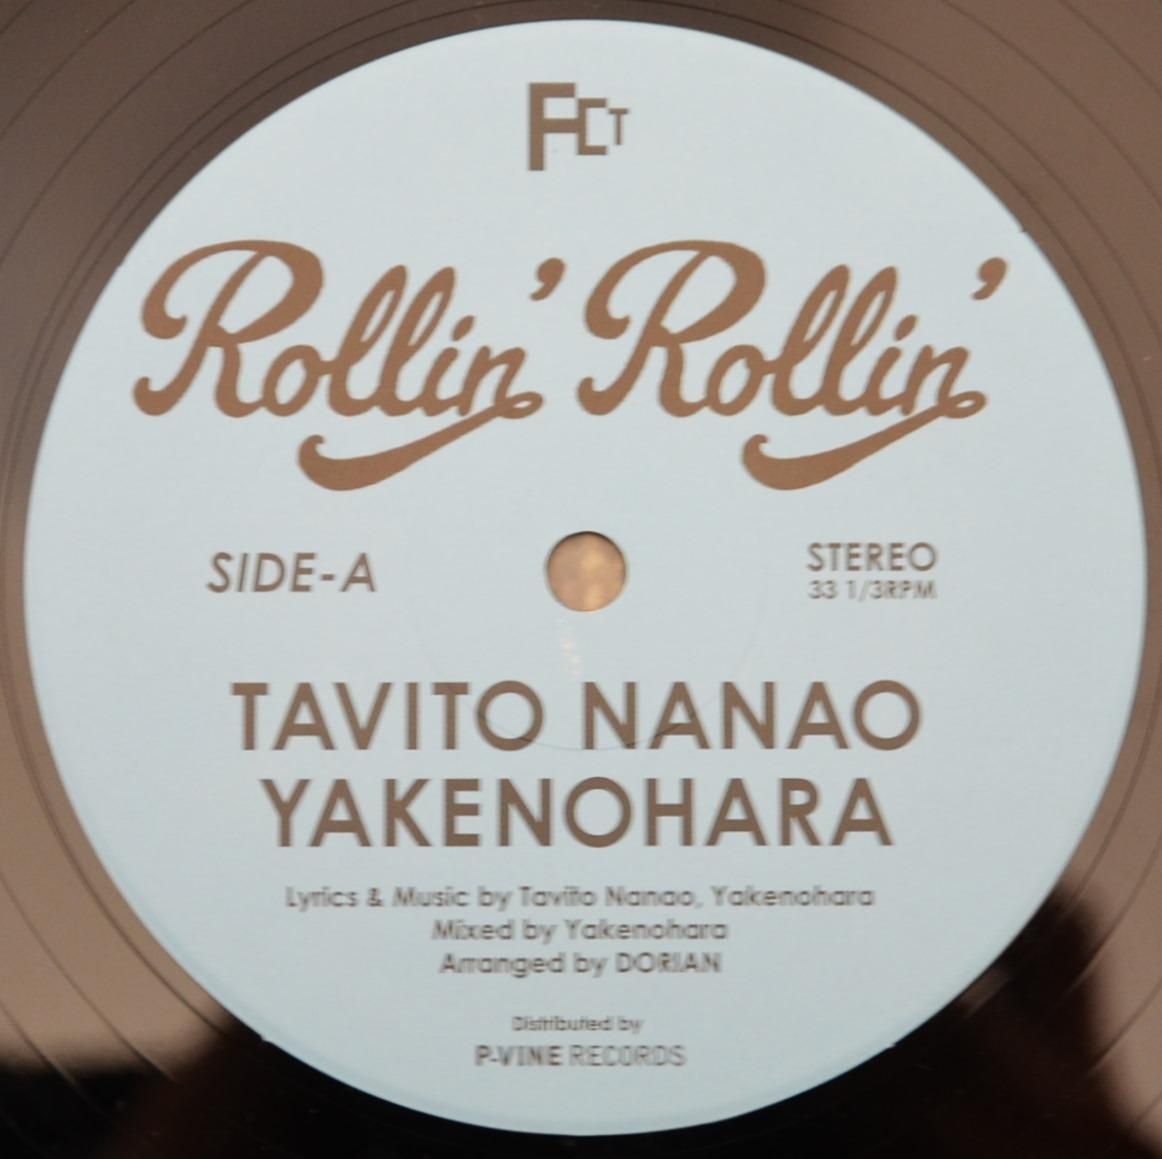 FCT
Rollin' Rollin'
SIDE-A
STEREO
33 1/3RPM
TAVITO NANAO
YAKENOHARA
Lyrics & Music by Tavito Nanao, Yakenohara
Mixed by Yakenohara
Arranged by DORIAN
Distributed by
P-VINE RECORDS